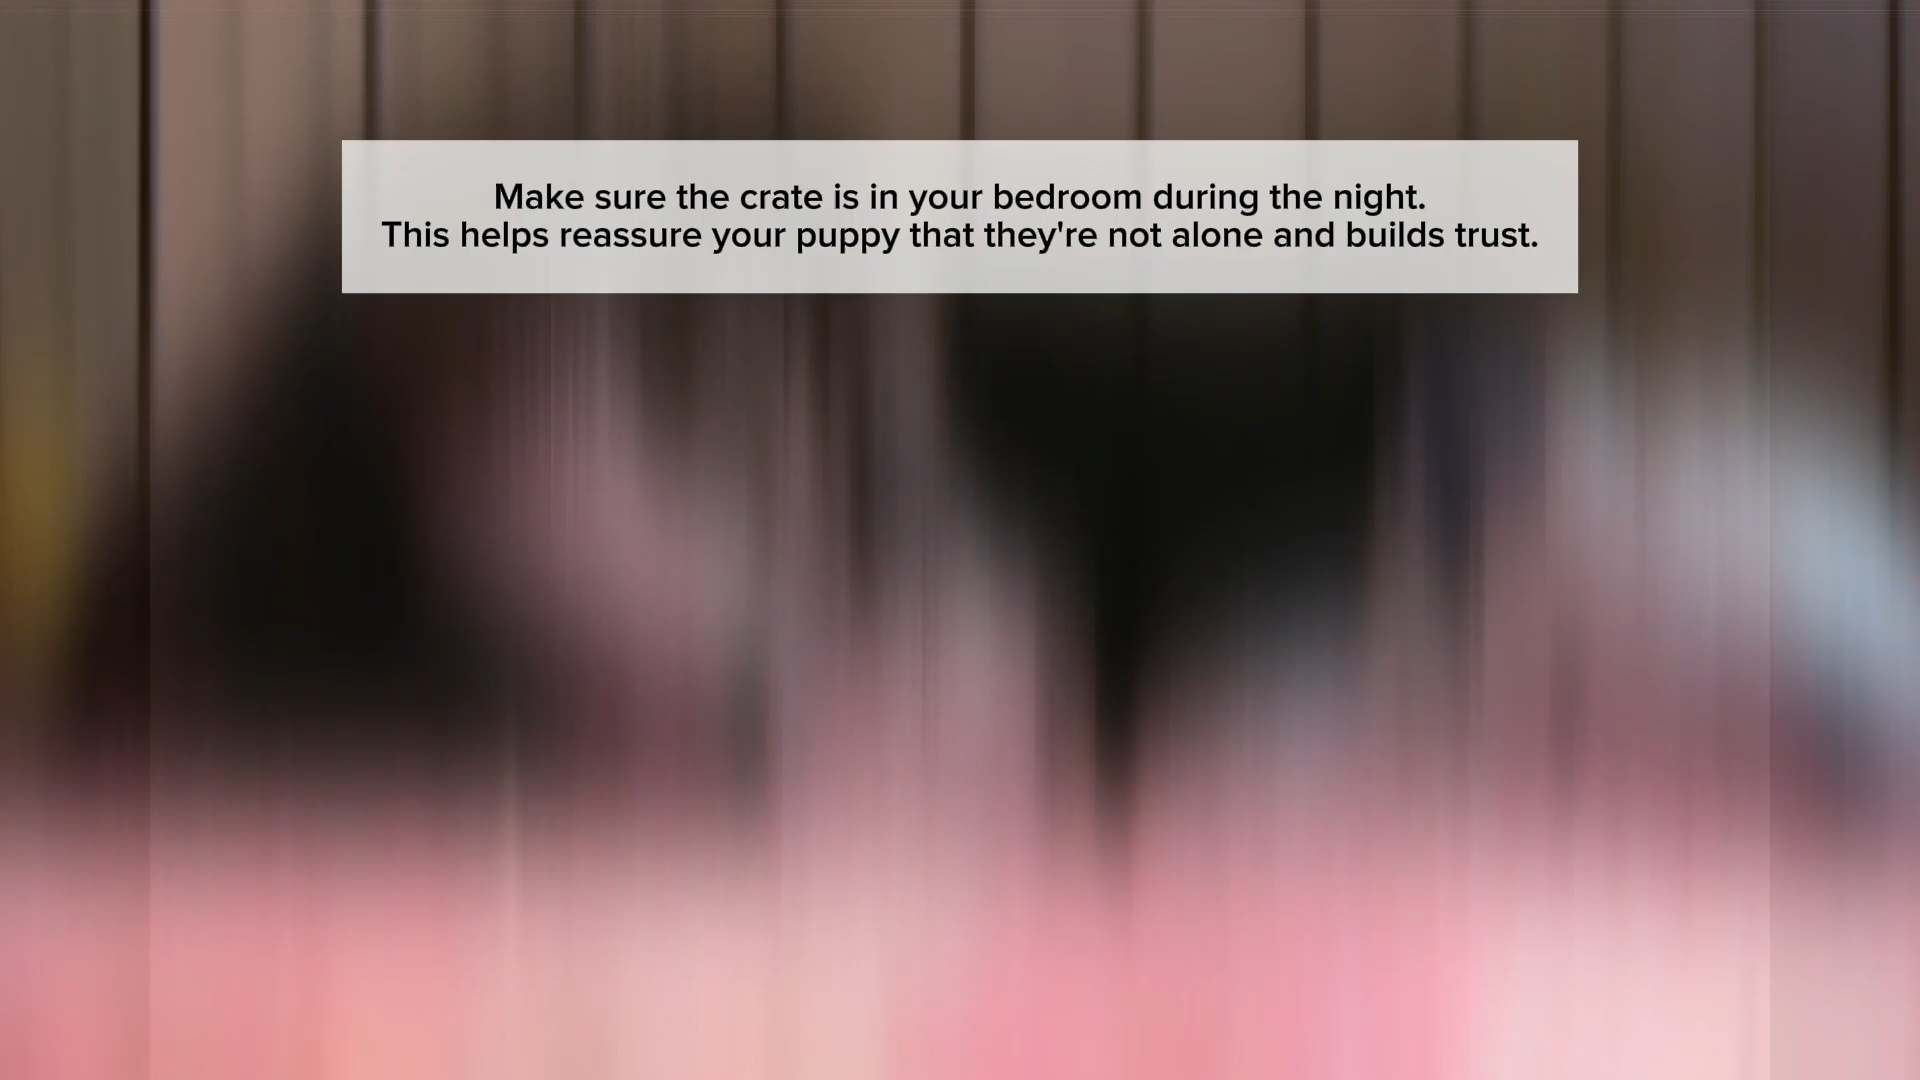 Make sure the crate is in your bedroom during the night.
This helps reassure your puppy that they're not alone and builds trust.